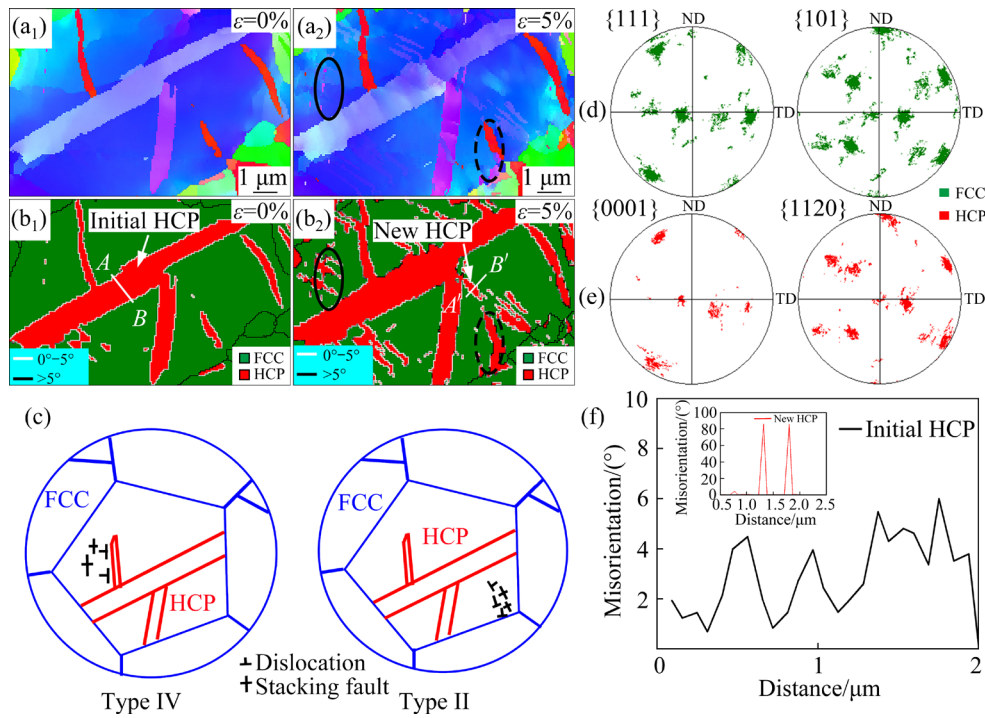 (a₁)
ε=0%
1 μm
(a₂)
ε=5%
1 μm
(b₁)
ε=0%
Initial HCP
A
B
0°−5°
>5°
FCC
HCP
(b₂)
ε=5%
New HCP
A′
B′
0°−5°
>5°
FCC
HCP
{111}
ND
TD
{101}
ND
TD
(d)
FCC
HCP
{0001}
ND
TD
{1120}
ND
TD
(e)
(c)
FCC
HCP
Type IV
FCC
HCP
Type II
Dislocation
Stacking fault
(f)
10
8
6
4
2
Misorientation/(°)
0
1
2
Distance/μm
Initial HCP
100
80
60
40
20
0
Misorientation/(°)
New HCP
0.5
1.0
1.5
2.0
2.5
Distance/μm